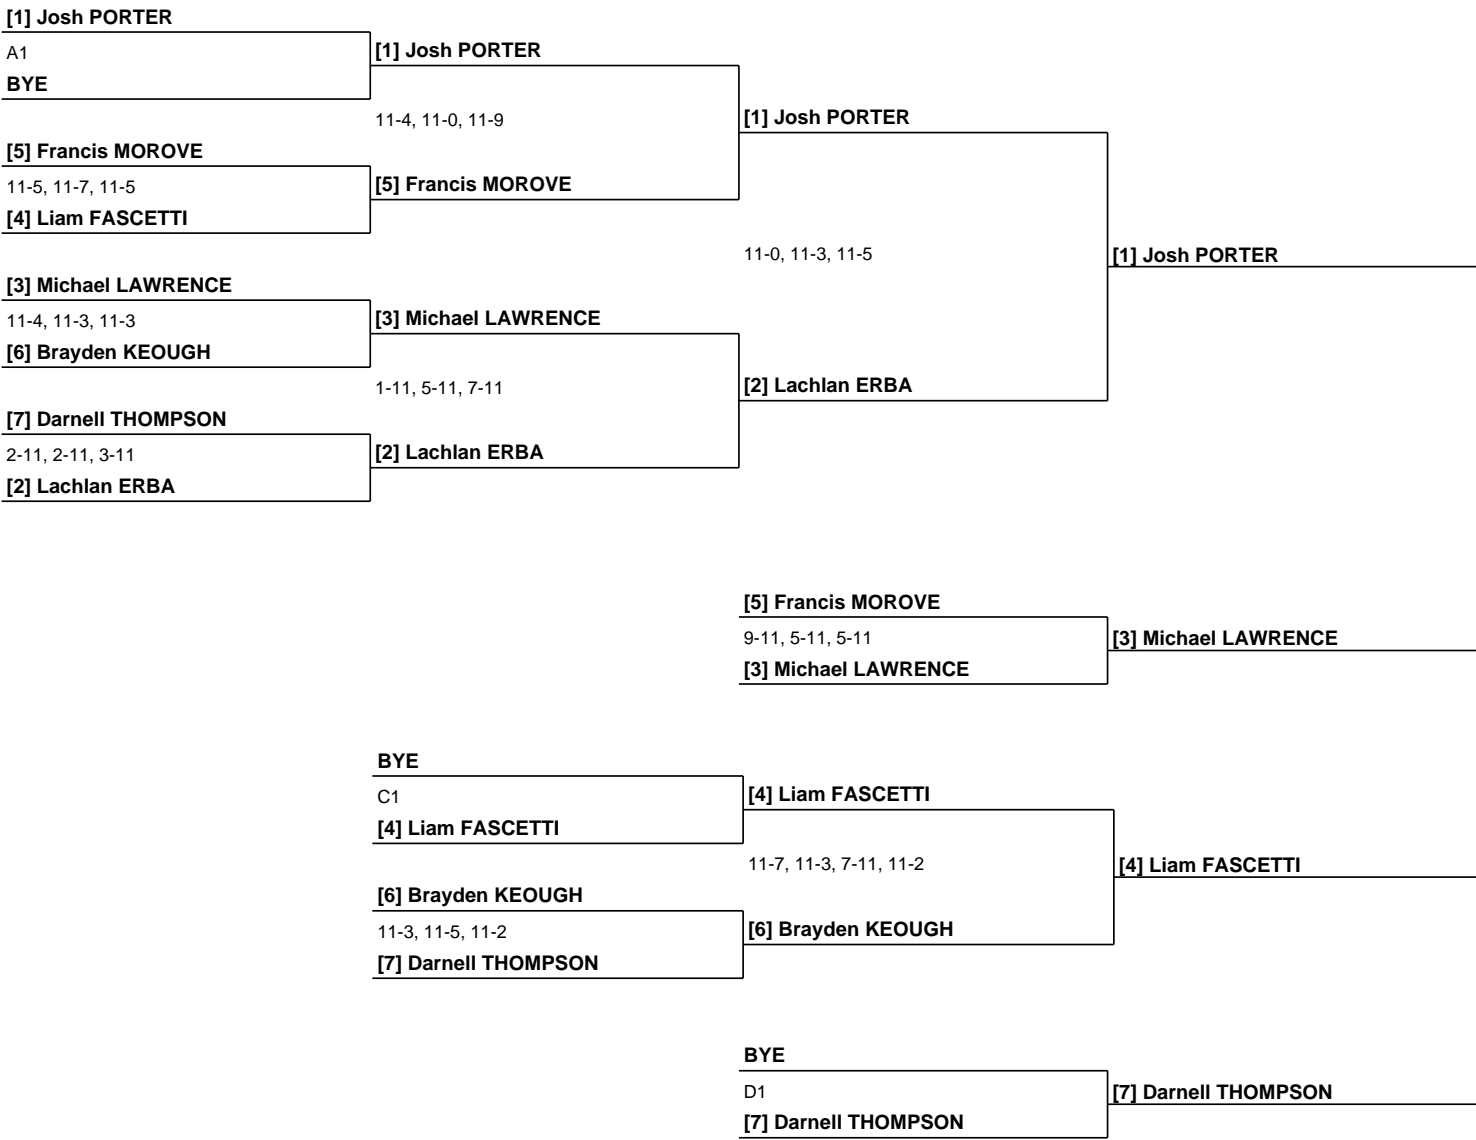 [1] Josh PORTER
A1
[1] Josh PORTER
BYE
11-4, 11-0, 11-9
[1] Josh PORTER
[5] Francis MOROVE
11-5, 11-7, 11-5
[5] Francis MOROVE
[4] Liam FASCETTI
11-0, 11-3, 11-5
[1] Josh PORTER
[3] Michael LAWRENCE
11-4, 11-3, 11-3
[3] Michael LAWRENCE
[6] Brayden KEOUGH
1-11, 5-11, 7-11
[2] Lachlan ERBA
[7] Darnell THOMPSON
2-11, 2-11, 3-11
[2] Lachlan ERBA
[2] Lachlan ERBA
[5] Francis MOROVE
9-11, 5-11, 5-11
[3] Michael LAWRENCE
[3] Michael LAWRENCE
BYE
C1
[4] Liam FASCETTI
[4] Liam FASCETTI
11-7, 11-3, 7-11, 11-2
[4] Liam FASCETTI
[6] Brayden KEOUGH
11-3, 11-5, 11-2
[6] Brayden KEOUGH
[7] Darnell THOMPSON
BYE
D1
[7] Darnell THOMPSON
[7] Darnell THOMPSON